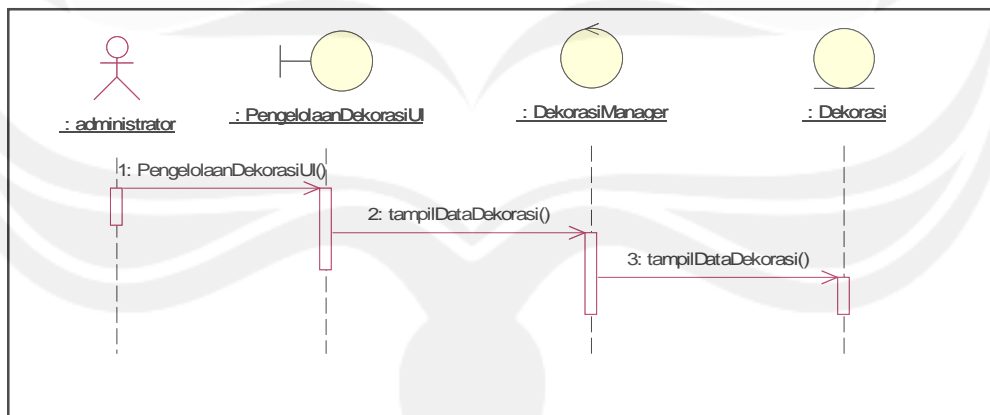 : administrator
: PengelolaanDekorasiUI
: DekorasiManager
: Dekorasi
1: PengelolaanDekorasiUI()
2: tampilDataDekorasi()
3: tampilDataDekorasi()